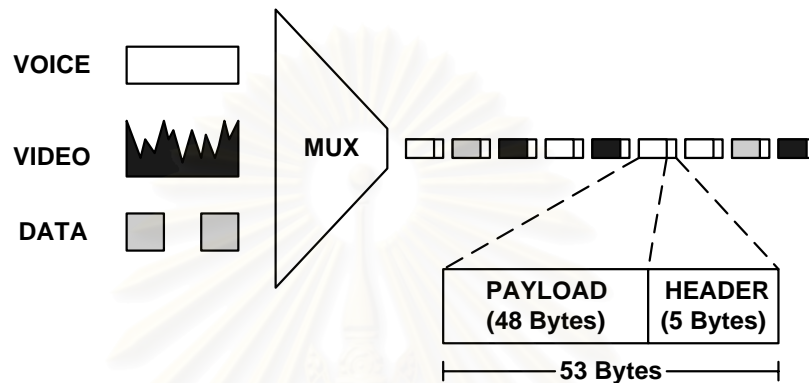 VOICE
VIDEO
DATA
MUX
PAYLOAD
(48 Bytes)
HEADER
(5 Bytes)
53 Bytes